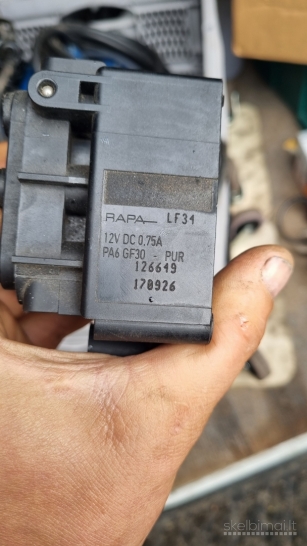 RAPA LF34
12V DC 0,75A
PA6 GF30 - PUR
126649
170926
skelbimai.lt